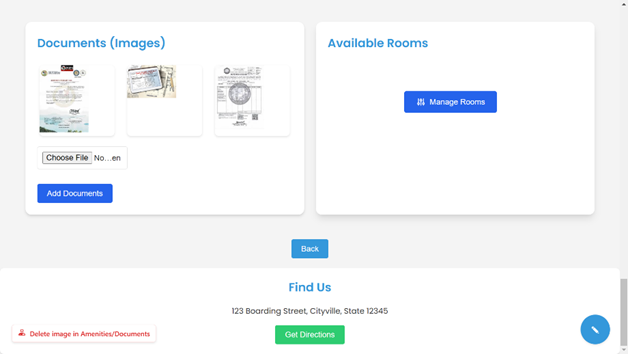 Documents (Images)
Choose File No...en
Add Documents
Available Rooms
Manage Rooms
Back
Find Us
123 Boarding Street, Cityville, State 12345
Get Directions
Delete image in Amenities/Documents